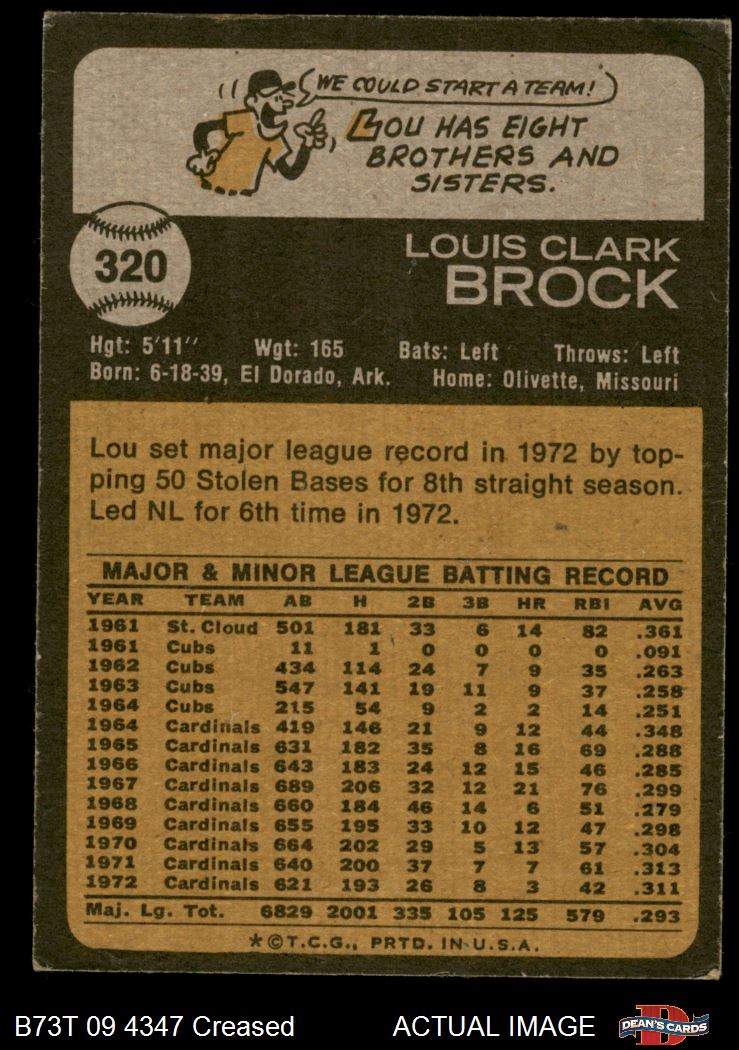 WE COULD START A TEAM!
LOU HAS EIGHT
BROTHERS AND
SISTERS.
320
LOUIS CLARK
BROCK
Hgt: 5'11'' Wgt: 165 Bats: Left Throws: Left
Born: 6-18-39, El Dorado, Ark. Home: Olivette, Missouri
Lou set major league record in 1972 by top-
ping 50 Stolen Bases for 8th straight season.
Led NL for 6th time in 1972.
MAJOR & MINOR LEAGUE BATTING RECORD
YEAR TEAM AB H 2B 3B HR RBI AVG
1961 St. Cloud 501 181 33 6 14 82 .361
1961 Cubs 11 1 0 0 0 0 .091
1962 Cubs 434 114 24 7 9 35 .263
1963 Cubs 547 141 19 11 9 37 .258
1964 Cubs 215 54 9 2 2 14 .251
1964 Cardinals 419 146 21 9 12 44 .348
1965 Cardinals 631 182 35 8 16 69 .288
1966 Cardinals 643 183 24 12 15 46 .285
1967 Cardinals 689 206 32 12 21 76 .299
1968 Cardinals 660 184 46 14 6 51 .279
1969 Cardinals 655 195 33 10 12 47 .298
1970 Cardinals 664 202 29 5 13 57 .304
1971 Cardinals 640 200 37 7 7 61 .313
1972 Cardinals 621 193 26 8 3 42 .311
Maj. Lg. Tot. 6829 2001 335 105 125 579 .293
*©T.C.G., PRTD. IN U.S.A.
B73T 09 4347 Creased ACTUAL IMAGE
D
DEAN'S CARDS